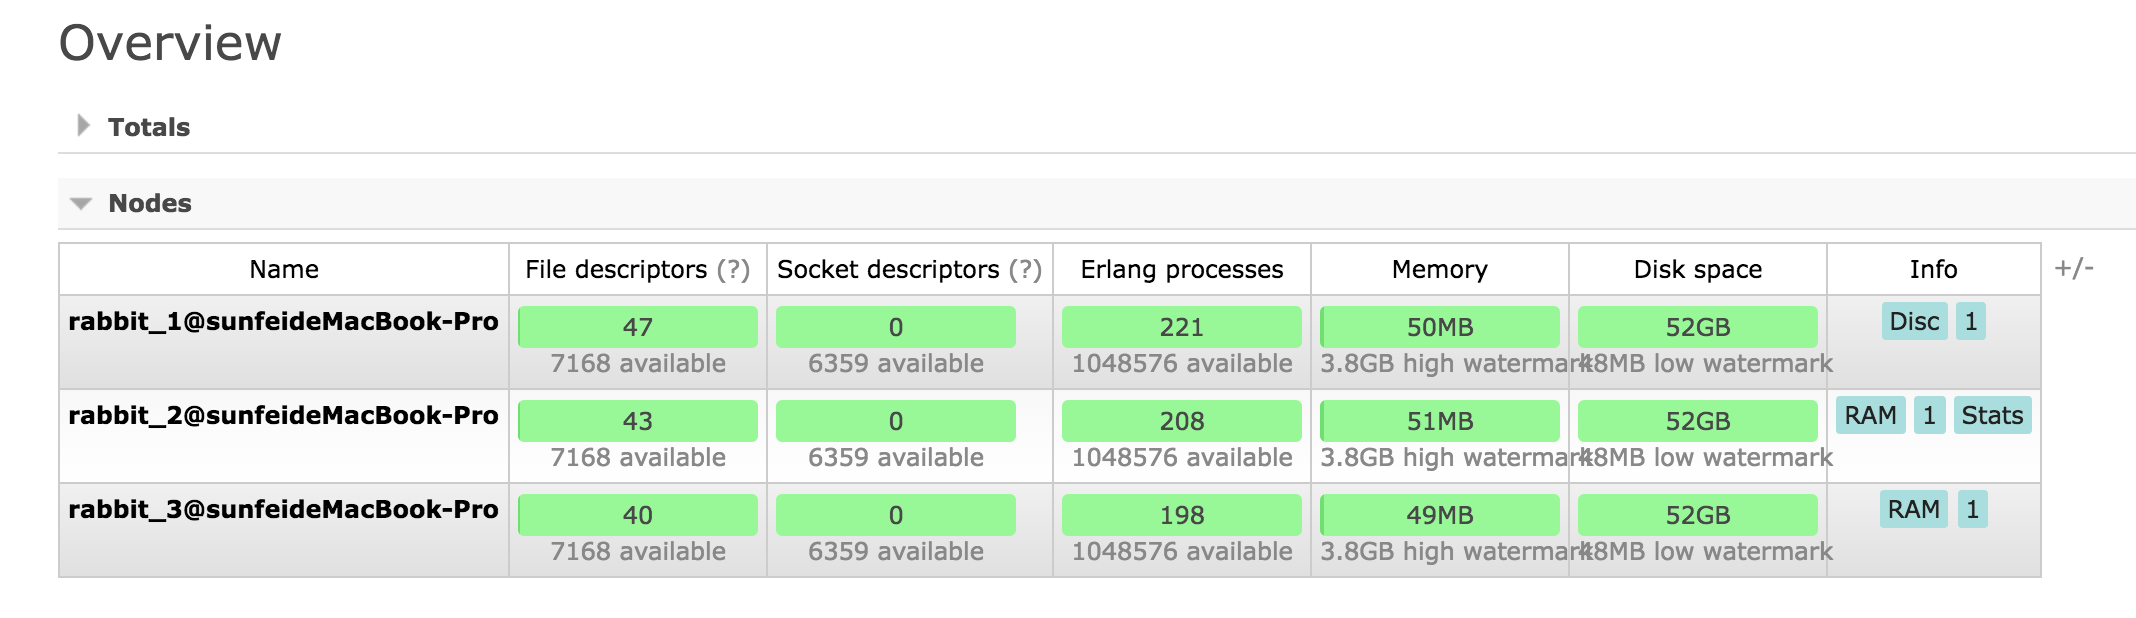 Overview
Totals
Nodes
Name File descriptors (?) Socket descriptors (?) Erlang processes Memory Disk space Info +/-
rabbit_1@sunfeideMacBook-Pro 47 0 221 50MB 52GB Disc 1
7168 available 6359 available 1048576 available 3.8GB high watermark 48MB low watermark
rabbit_2@sunfeideMacBook-Pro 43 0 208 51MB 52GB RAM 1 Stats
7168 available 6359 available 1048576 available 3.8GB high watermark 48MB low watermark
rabbit_3@sunfeideMacBook-Pro 40 0 198 49MB 52GB RAM 1
7168 available 6359 available 1048576 available 3.8GB high watermark 48MB low watermark